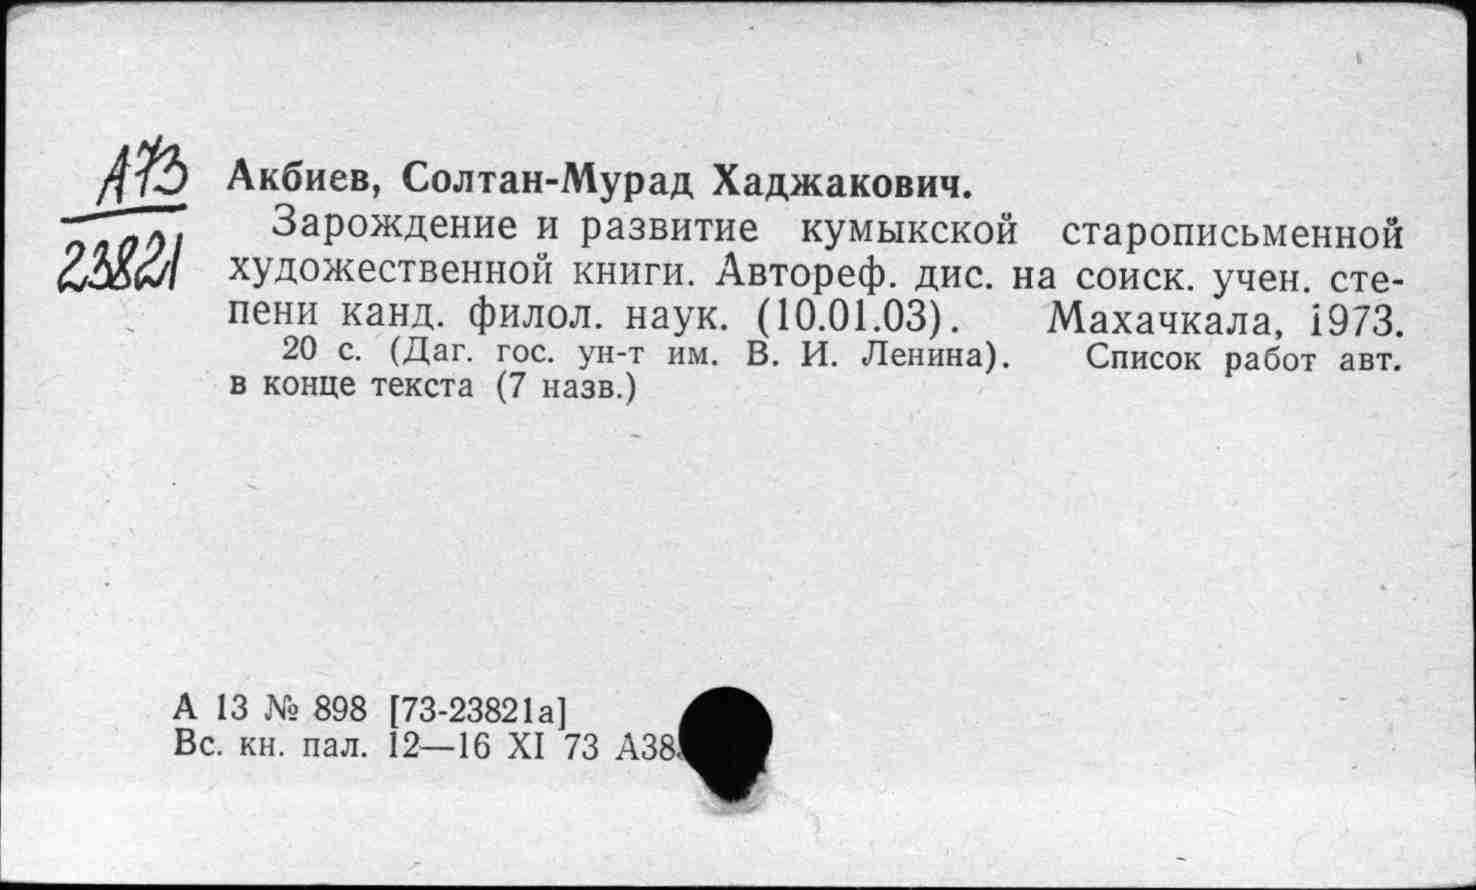 А73
23821
Акбиев, Солтан-Мурад Хаджакович.
Зарождение и развитие кумыкской старописьменной
художественной книги. Автореф. дис. на соиск. учен. сте-
пени канд. филол. наук. (10.01.03). Махачкала, 1973.
20 с. (Даг. гос. ун-т им. В. И. Ленина). Список работ авт.
в конце текста (7 назв.)
А 13 № 898 [73-23821а]
Вс. кн. пал. 12—16 XI 73 А38